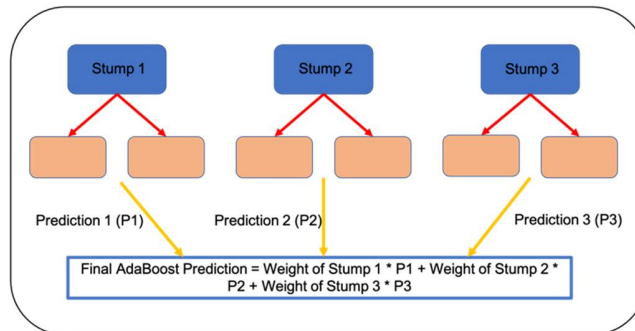 Stump 1
Stump 2
Stump 3
Prediction 1 (P1)
Prediction 2 (P2)
Prediction 3 (P3)
Final AdaBoost Prediction = Weight of Stump 1 * P1 + Weight of Stump 2 *
P2 + Weight of Stump 3 * P3